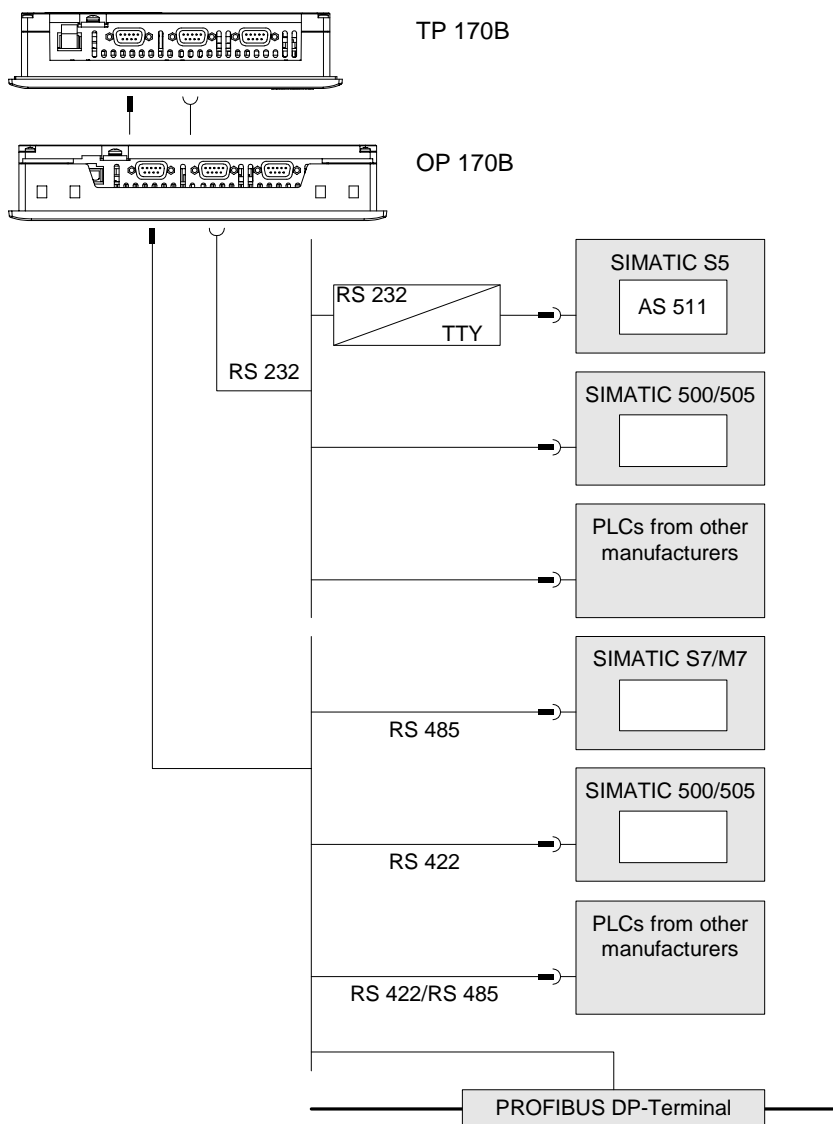 TP 170B
OP 170B
SIMATIC S5
RS 232
AS 511
TTY
RS 232
SIMATIC 500/505
PLCs from other
manufacturers
SIMATIC S7/M7
RS 485
SIMATIC 500/505
RS 422
PLCs from other
manufacturers
RS 422/RS 485
PROFIBUS DP-Terminal